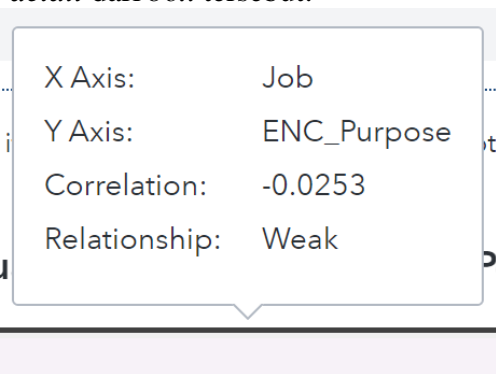 X Axis: Job
Y Axis: ENC_Purpose
Correlation: -0.0253
Relationship: Weak